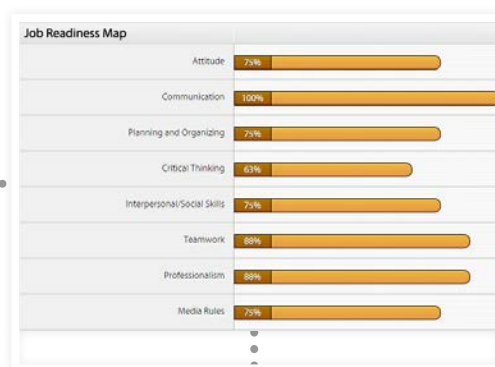 Job Readiness Map
Attitude 75%
Communication 100%
Planning and Organizing 75%
Critical Thinking 63%
Interpersonal/Social Skills 75%
Teamwork 88%
Professionalism 88%
Media Rules 75%